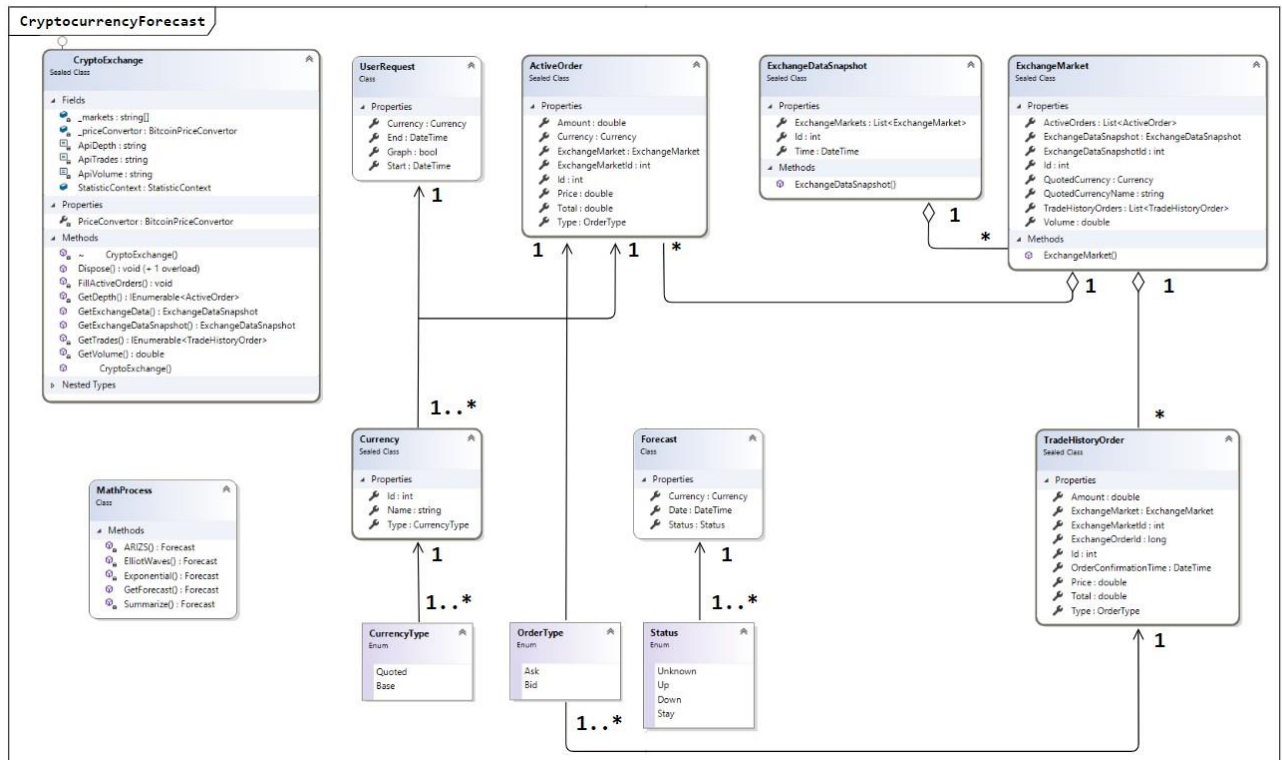 CryptocurrencyForecast
CryptoExchange
Sealed Class
Fields
_markets : string[]
_priceConvertor : BitcoinPriceConvertor
ApiDepth : string
ApiTrades : string
ApiVolume : string
StatisticContext : StatisticContext
Properties
PriceConvertor : BitcoinPriceConvertor
Methods
~ CryptoExchange()
Dispose() : void (+ 1 overload)
FillActiveOrders() : void
GetDepth() : IEnumerable<ActiveOrder>
GetExchangeData() : ExchangeDataSnapshot
GetExchangeDataSnapshot() : ExchangeDataSnapshot
GetTrades() : IEnumerable<TradeHistoryOrder>
GetVolume() : double
CryptoExchange()
Nested Types
UserRequest
Class
Properties
Currency : Currency
End : DateTime
Graph : bool
Start : DateTime
1
ActiveOrder
Sealed Class
Properties
Amount : double
Currency : Currency
ExchangeMarket : ExchangeMarket
ExchangeMarketId : int
Id : int
Price : double
Total : double
Type : OrderType
1
1
*
ExchangeDataSnapshot
Sealed Class
Properties
ExchangeMarkets : List<ExchangeMarket>
Id : int
Time : DateTime
Methods
ExchangeDataSnapshot()
1
*
ExchangeMarket
Sealed Class
Properties
ActiveOrders : List<ActiveOrder>
ExchangeDataSnapshot : ExchangeDataSnapshot
ExchangeDataSnapshotId : int
Id : int
QuotedCurrency : Currency
QuotedCurrencyName : string
TradeHistoryOrders : List<TradeHistoryOrder>
Volume : double
Methods
ExchangeMarket()
1
1
1..*
*
MathProcess
Class
Methods
ARIZS() : Forecast
ElliotWaves() : Forecast
Exponential() : Forecast
GetForecast() : Forecast
Summarize() : Forecast
Currency
Sealed Class
Properties
Id : int
Name : string
Type : CurrencyType
1
1..*
Forecast
Class
Properties
Currency : Currency
Date : DateTime
Status : Status
1
1..*
TradeHistoryOrder
Sealed Class
Properties
Amount : double
ExchangeMarket : ExchangeMarket
ExchangeMarketId : int
ExchangeOrderId : long
Id : int
OrderConfirmationTime : DateTime
Price : double
Total : double
Type : OrderType
1
CurrencyType
Enum
Quoted
Base
OrderType
Enum
Ask
Bid
1..*
Status
Enum
Unknown
Up
Down
Stay